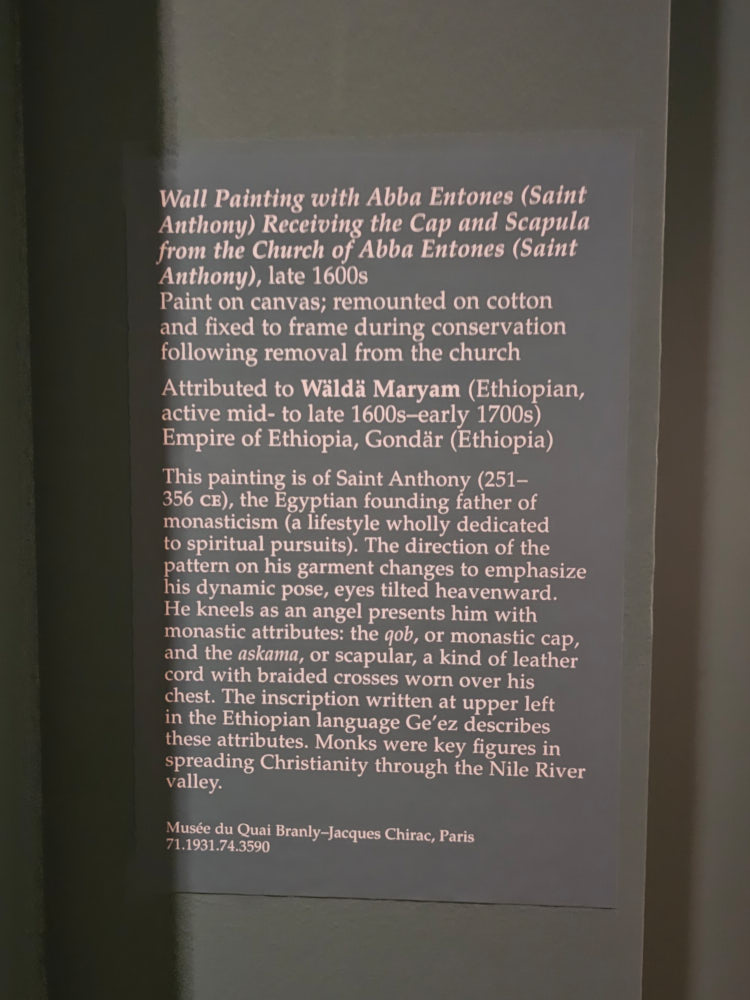 Wall Painting with Abba Entones (Saint
Anthony) Receiving the Cap and Scapula
from the Church of Abba Entones (Saint
Anthony), late 1600s
Paint on canvas; remounted on cotton
and fixed to frame during conservation
following removal from the church
Attributed to Wäldä Maryam (Ethiopian,
active mid- to late 1600s–early 1700s)
Empire of Ethiopia, Gondär (Ethiopia)
This painting is of Saint Anthony (251–
356 CE), the Egyptian founding father of
monasticism (a lifestyle wholly dedicated
to spiritual pursuits). The direction of the
pattern on his garment changes to emphasize
his dynamic pose, eyes tilted heavenward.
He kneels as an angel presents him with
monastic attributes: the qob, or monastic cap,
and the askama, or scapular, a kind of leather
cord with braided crosses worn over his
chest. The inscription written at upper left
in the Ethiopian language Ge’ez describes
these attributes. Monks were key figures in
spreading Christianity through the Nile River
valley.
Musée du Quai Branly–Jacques Chirac, Paris
71.1931.74.3590